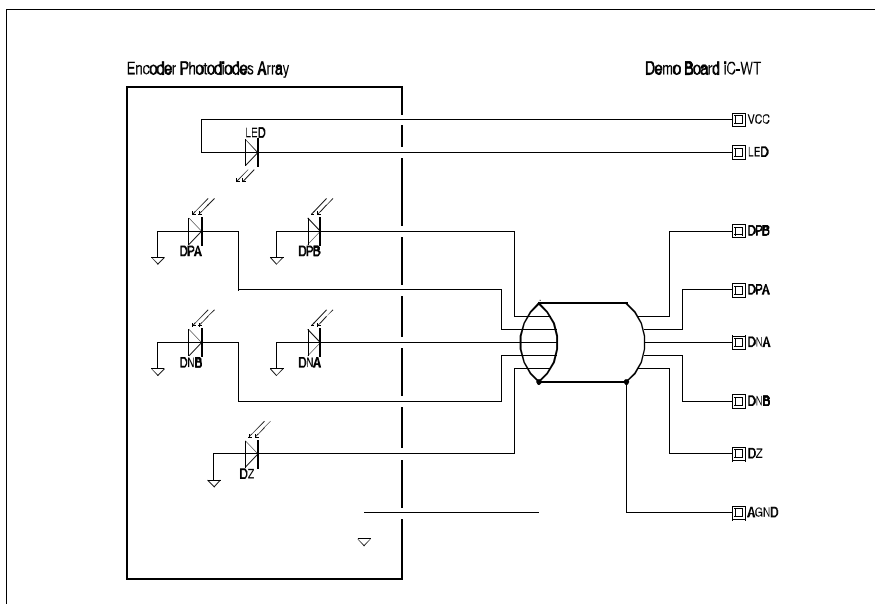 Encoder Photodiodes Array
Demo Board iC-WT
VCC
LED
LED
DPA
DPB
DPB
DPA
DNB
DNA
DNA
DNB
DZ
DZ
AGND